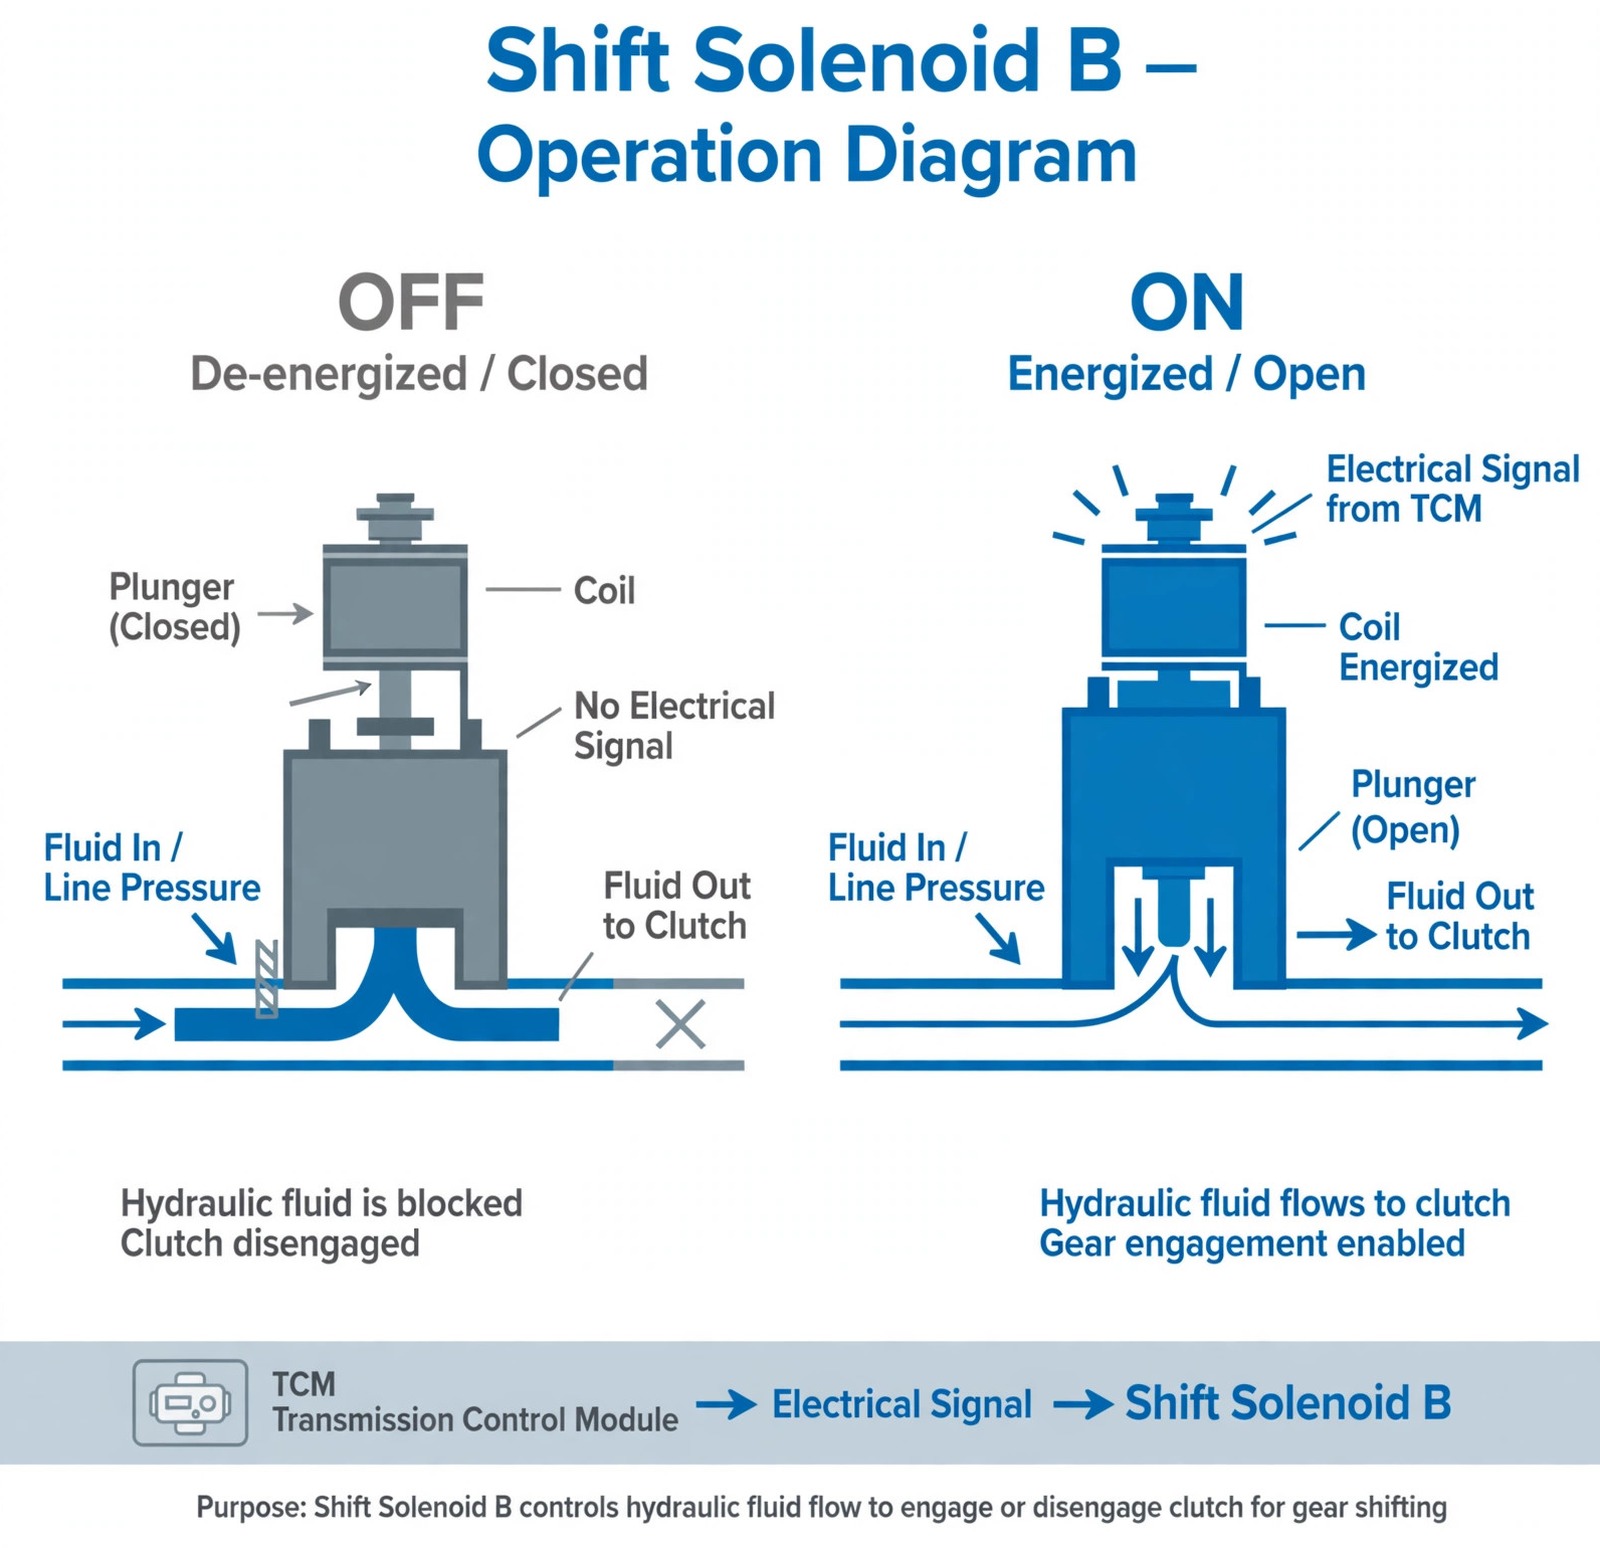 Shift Solenoid B –
Operation Diagram
OFF
De-energized / Closed
Plunger
(Closed)
Coil
No Electrical
Signal
Fluid In /
Line Pressure
Fluid Out
to Clutch
Hydraulic fluid is blocked
Clutch disengaged
ON
Energized / Open
Electrical Signal
from TCM
Coil
Energized
Plunger
(Open)
Fluid In /
Line Pressure
Fluid Out
to Clutch
Hydraulic fluid flows to clutch
Gear engagement enabled
TCM
Transmission Control Module
Electrical Signal
Shift Solenoid B
Purpose: Shift Solenoid B controls hydraulic fluid flow to engage or disengage clutch for gear shifting